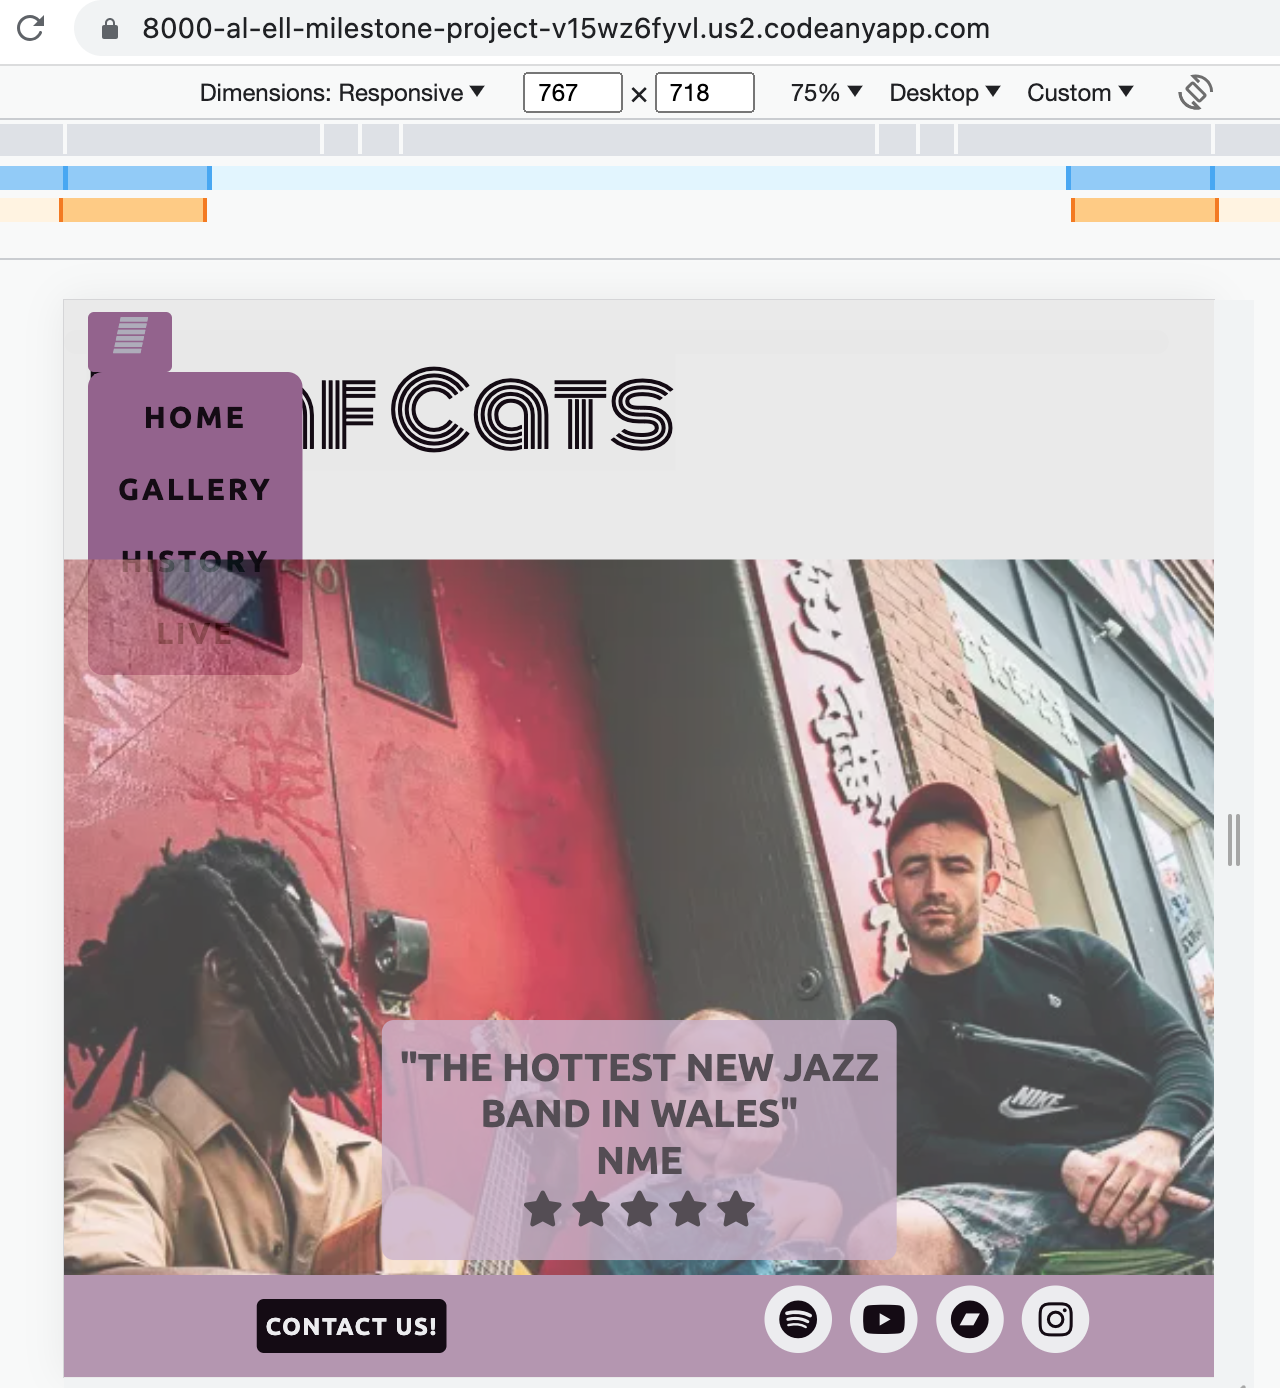 8000-al-ell-milestone-project-v15wz6fyvl.us2.codeanyapp.com
Dimensions: Responsive 767 × 718 75% Desktop Custom
Cats
HOME
GALLERY
HISTORY
LIVE
NIKE
"THE HOTTEST NEW JAZZ
BAND IN WALES"
NME
CONTACT US!